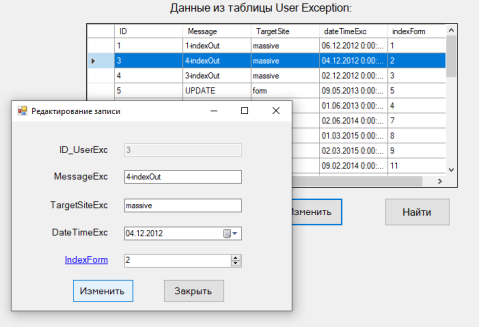 Данные из таблицы User Exception:
ID Message TargetSite dateTimeExc indexForm
1 1-indexOut massive 06.12.2012 0:00:... 1
3 4-indexOut massive 04.12.2012 0:00:... 2
4 3-indexOut massive 02.12.2012 0:00:... 3
5 UPDATE form 09.05.2013 0:00:... 5
01.06.2013 0:00:... 4
02.06.2014 0:00:... 7
01.03.2015 0:00:... 8
02.03.2015 0:00:... 9
09.02.2014 0:00:... 11
Редактирование записи
ID_UserExc 3
MessageExc 4-indexOut
TargetSiteExc massive
DateTimeExc 04.12.2012
IndexForm 2
Изменить Закрыть
Изменить Найти